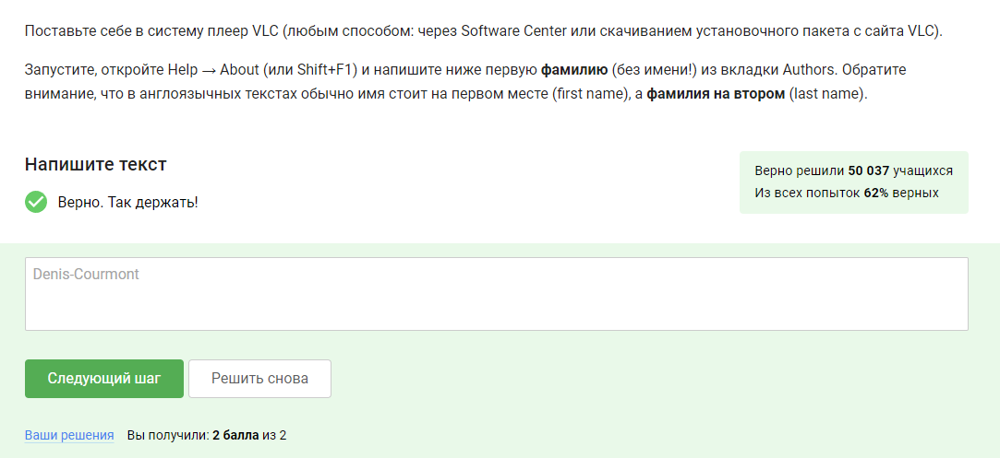 Поставьте себе в систему плеер VLC (любым способом: через Software Center или скачиванием установочного пакета с сайта VLC).
Запустите, откройте Help → About (или Shift+F1) и напишите ниже первую фамилию (без имени!) из вкладки Authors. Обратите
внимание, что в англоязычных текстах обычно имя стоит на первом месте (first name), а фамилия на втором (last name).
Напишите текст
Верно. Так держать!
Верно решили 50 037 учащихся
Из всех попыток 62% верных
Denis-Courmont
Следующий шаг
Решить снова
Ваши решения Вы получили: 2 балла из 2